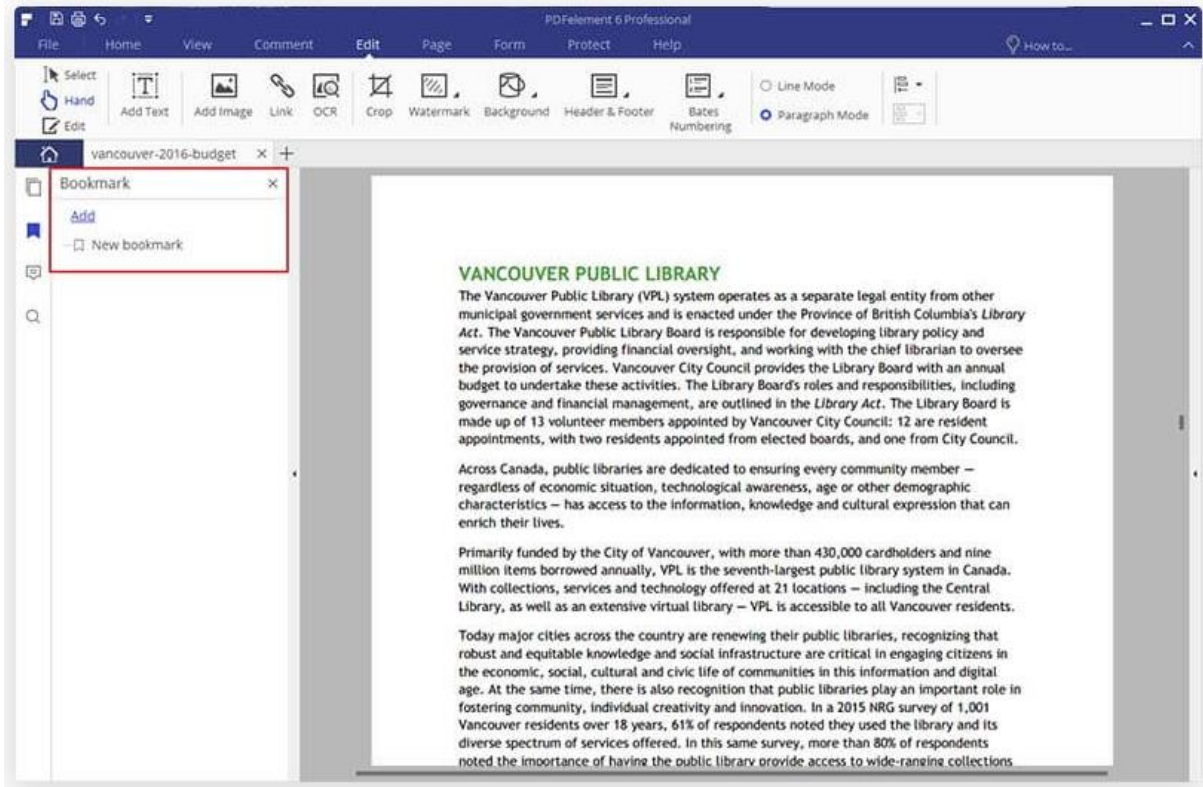 PDFelement 6 Professional
File Home View Comment Edit Page Form Protect Help How to...
Select
Hand
Edit
Add Text Add Image Link OCR Crop Watermark Background Header & Footer Bates Numbering
Line Mode
Paragraph Mode
vancouver-2016-budget
Bookmark
Add
New bookmark
VANCOUVER PUBLIC LIBRARY
The Vancouver Public Library (VPL) system operates as a separate legal entity from other
municipal government services and is enacted under the Province of British Columbia's Library
Act. The Vancouver Public Library Board is responsible for developing library policy and
service strategy, providing financial oversight, and working with the chief librarian to oversee
the provision of services. Vancouver City Council provides the Library Board with an annual
budget to undertake these activities. The Library Board's roles and responsibilities, including
governance and financial management, are outlined in the Library Act. The Library Board is
made up of 13 volunteer members appointed by Vancouver City Council: 12 are resident
appointments, with two residents appointed from elected boards, and one from City Council.
Across Canada, public libraries are dedicated to ensuring every community member —
regardless of economic situation, technological awareness, age or other demographic
characteristics — has access to the information, knowledge and cultural expression that can
enrich their lives.
Primarily funded by the City of Vancouver, with more than 430,000 cardholders and nine
million items borrowed annually, VPL is the seventh-largest public library system in Canada.
With collections, services and technology offered at 21 locations — including the Central
Library, as well as an extensive virtual library — VPL is accessible to all Vancouver residents.
Today major cities across the country are renewing their public libraries, recognizing that
robust and equitable knowledge and social infrastructure are critical in engaging citizens in
the economic, social, cultural and civic life of communities in this information and digital
age. At the same time, there is also recognition that public libraries play an important role in
fostering community, individual creativity and innovation. In a 2015 NRG survey of 1,001
Vancouver residents over 18 years, 61% of respondents noted they used the library and its
diverse spectrum of services offered. In this same survey, more than 80% of respondents
noted the importance of having the public library provide access to wide-ranging collections